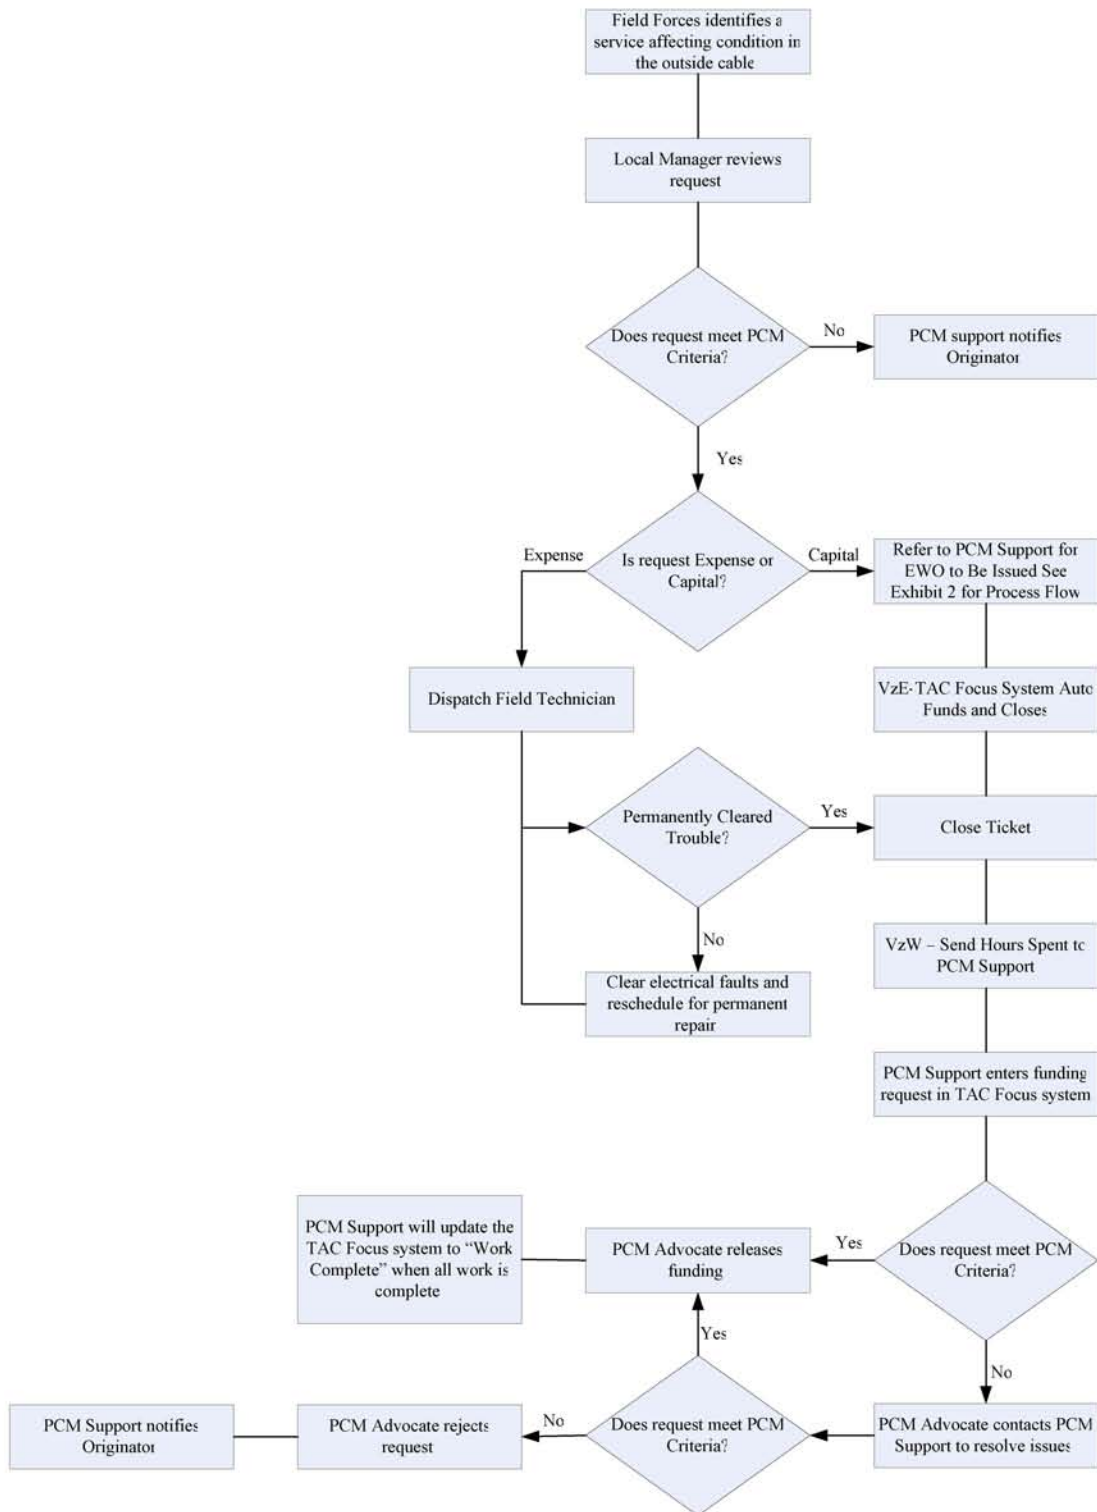 Field Forces identifies a
service affecting condition in
the outside cable
Local Manager reviews
request
Does request meet PCM
Criteria?
No
PCM support notifies
Originator
Yes
Is request Expense or
Capital?
Expense
Capital
Refer to PCM Support for
EWO to Be Issued See
Exhibit 2 for Process Flow
Dispatch Field Technician
VzE-TAC Focus System Auto
Funds and Closes
Permanently Cleared
Trouble?
Yes
Close Ticket
No
Clear electrical faults and
reschedule for permanent
repair
VzW – Send Hours Spent to
PCM Support
PCM Support enters funding
request in TAC Focus system
Does request meet PCM
Criteria?
Yes
PCM Advocate releases
funding
PCM Support will update the
TAC Focus system to “Work
Complete” when all work is
complete
No
PCM Advocate contacts PCM
Support to resolve issues
Does request meet PCM
Criteria?
Yes
No
PCM Advocate rejects
request
PCM Support notifies
Originator